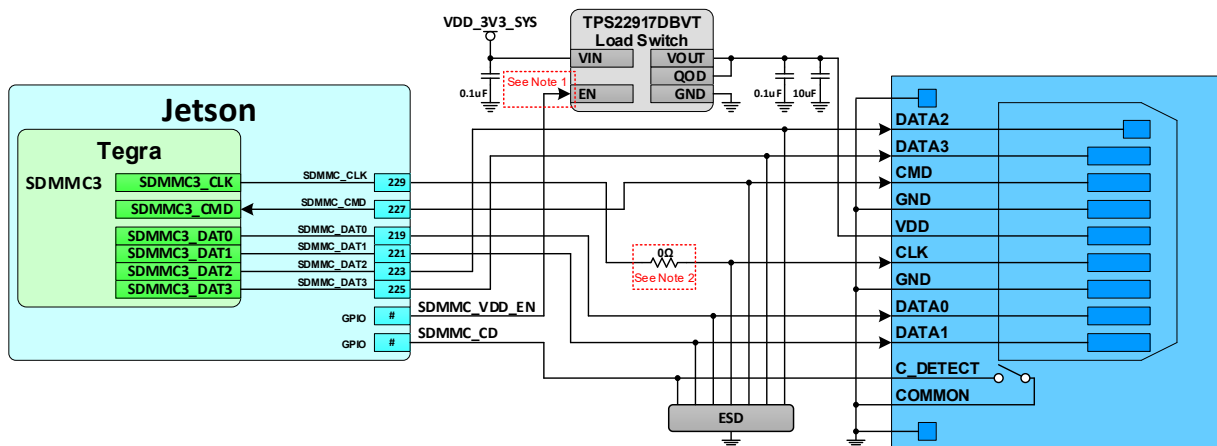 VDD_3V3_SYS
TPS22917DBVT
Load Switch
VIN
VOUT
QOD
EN
GND
See Note 1
0.1uF
0.1uF
10uF
Jetson
Tegra
SDMMC3
SDMMC3_CLK
SDMMC_CLK
229
SDMMC3_CMD
SDMMC_CMD
227
SDMMC3_DAT0
SDMMC_DAT0
219
SDMMC3_DAT1
SDMMC_DAT1
221
SDMMC3_DAT2
SDMMC_DAT2
223
SDMMC3_DAT3
SDMMC_DAT3
225
GPIO
#
SDMMC_VDD_EN
GPIO
#
SDMMC_CD
0Ω
See Note 2
ESD
DATA2
DATA3
CMD
GND
VDD
CLK
GND
DATA0
DATA1
C_DETECT
COMMON